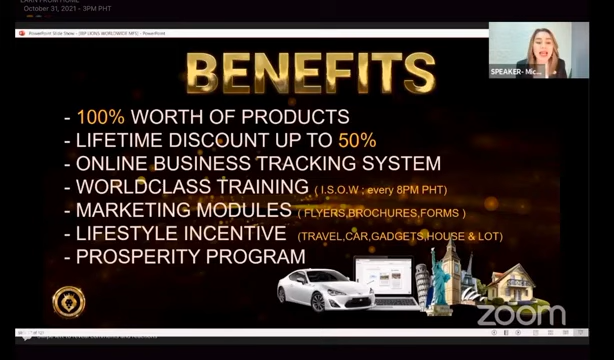 October 31, 2021 - 3PM PHT
BENEFITS
SPEAKER- Mic...
- 100% WORTH OF PRODUCTS
- LIFETIME DISCOUNT UP TO 50%
- ONLINE BUSINESS TRACKING SYSTEM
- WORLDCLASS TRAINING ( I.S.O.W ; every 8PM PHT)
- MARKETING MODULES ( FLYERS,BROCHURES,FORMS )
- LIFESTYLE INCENTIVE (TRAVEL,CAR,GADGETS,HOUSE & LOT)
- PROSPERITY PROGRAM
zoom